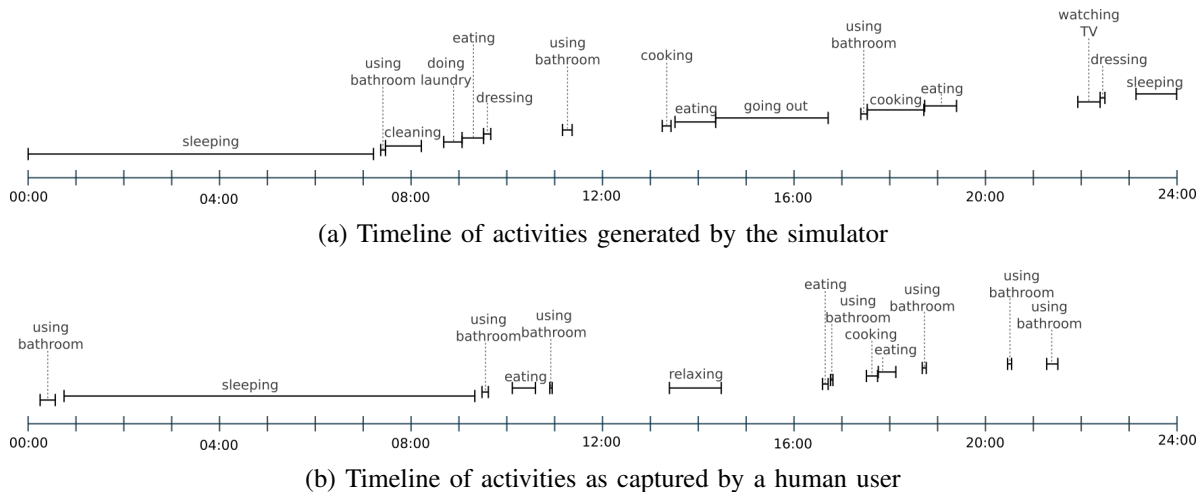 watching
TV
using
bathroom
eating
using
bathroom
cooking
using
bathroom
doing
laundry
dressing
sleeping
dressing
eating
cooking
eating
going out
cleaning
sleeping
00:00
04:00
08:00
12:00
16:00
20:00
24:00
(a) Timeline of activities generated by the simulator
using
bathroom
eating
using
bathroom
using
bathroom
using
bathroom
using
bathroom
using
bathroom
using
bathroom
cooking
eating
relaxing
eating
sleeping
00:00
04:00
08:00
12:00
16:00
20:00
24:00
(b) Timeline of activities as captured by a human user